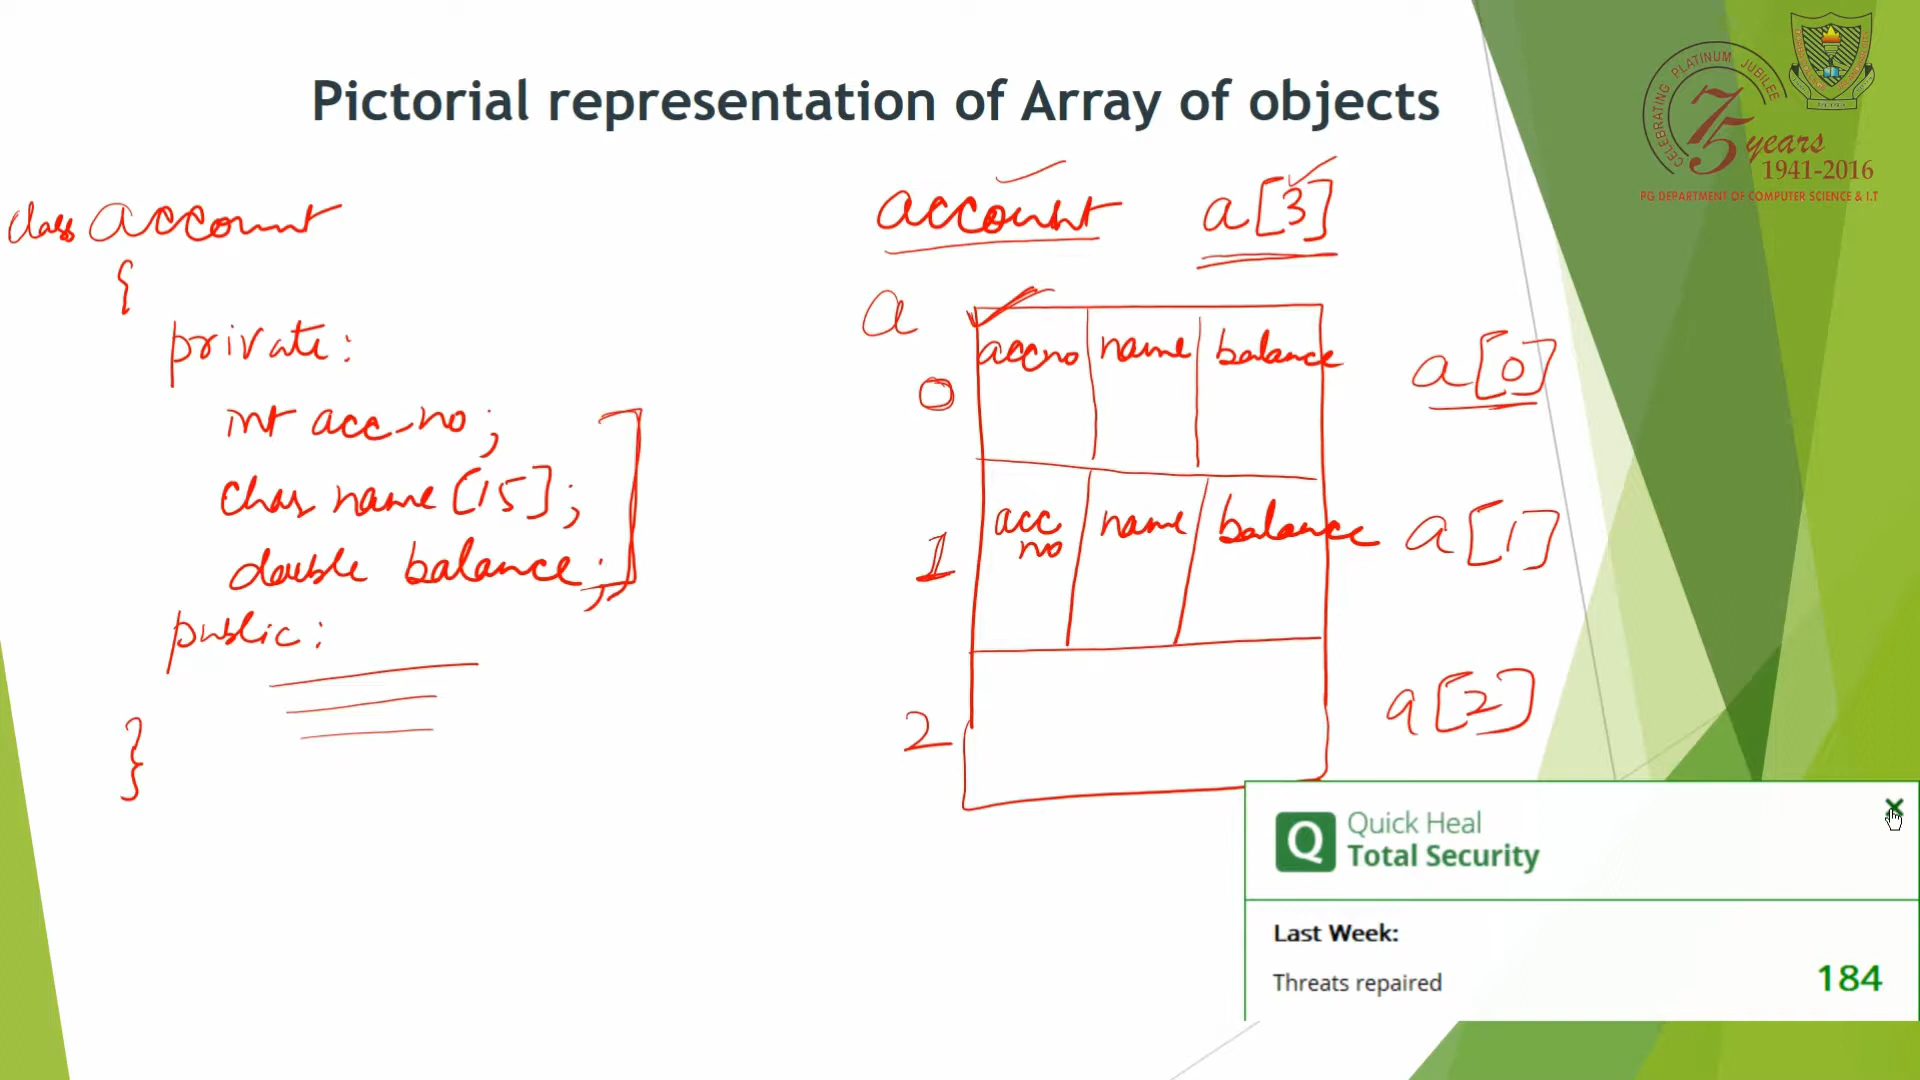 Pictorial representation of Array of objects
CELEBRATING PLATINUM JUBILEE
75 years
1941-2016
PG DEPARTMENT OF COMPUTER SCIENCE & I.T
class account
{
private:
int acc-no;
char name[15];
double balance;
public:
}
account a[3]
a
0 accno name balance a[0]
1 acc no name balance a[1]
2 a[2]
Quick Heal
Total Security
Last Week:
Threats repaired 184